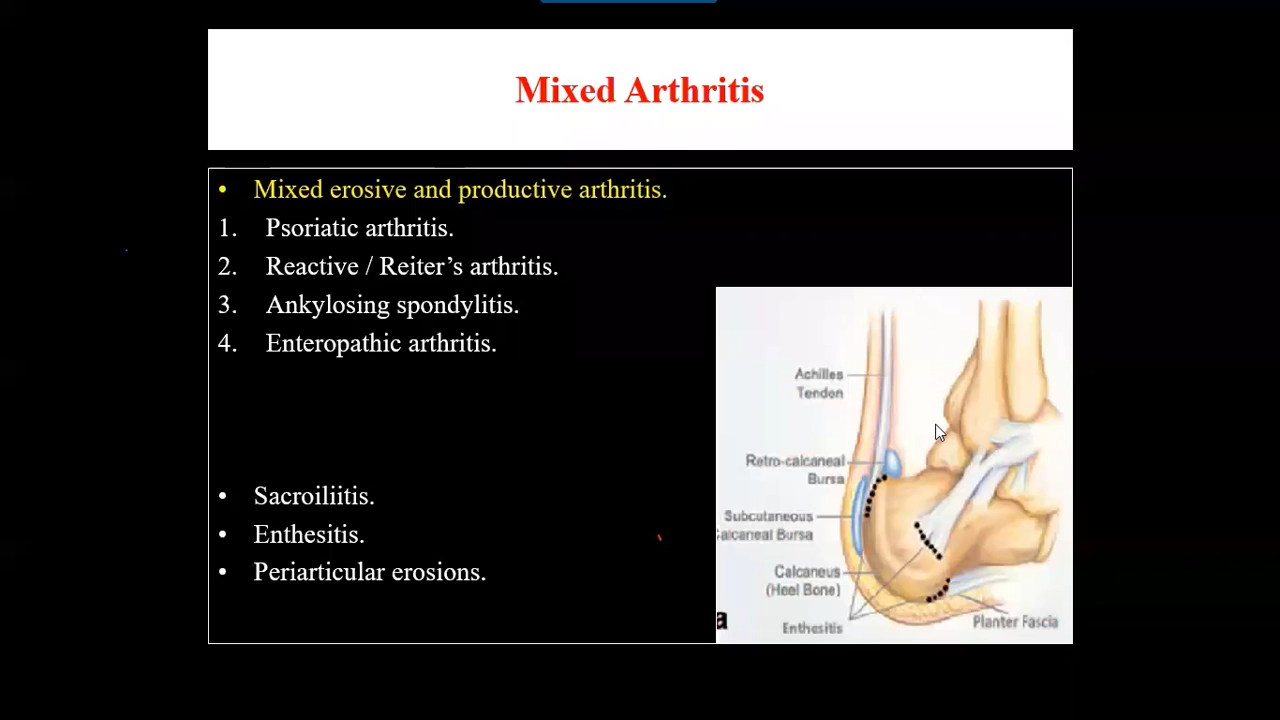 Mixed Arthritis
• Mixed erosive and productive arthritis.
1. Psoriatic arthritis.
2. Reactive / Reiter’s arthritis.
3. Ankylosing spondylitis.
4. Enteropathic arthritis.
• Sacroiliitis.
• Enthesitis.
• Periarticular erosions.
Achilles
Tendon
Retro-calcaneal
Bursa
Subcutaneous
alcaneal Bursa
Calcaneus
(Heel Bone)
Enthesitis
Planter Fascia
a